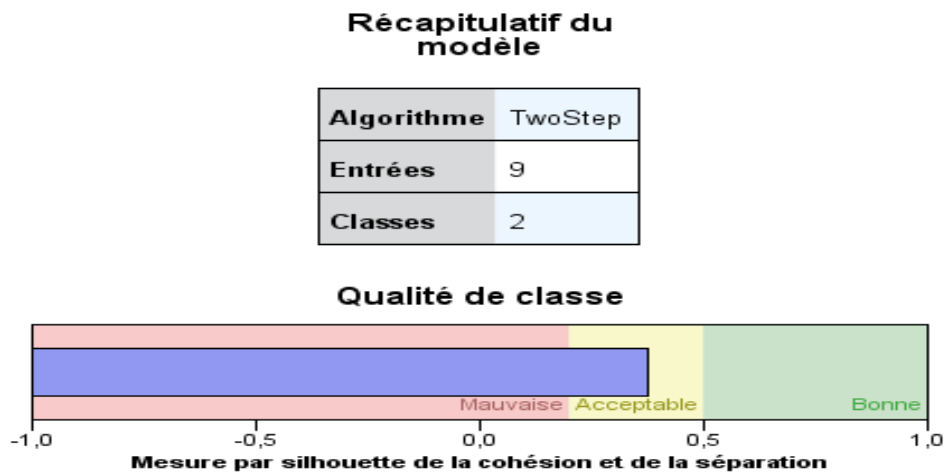 Récapitulatif du
modèle
Algorithme TwoStep
Entrées 9
Classes 2
Qualité de classe
Mauvaise Acceptable Bonne
-1,0 -0,5 0,0 0,5 1,0
Mesure par silhouette de la cohésion et de la séparation